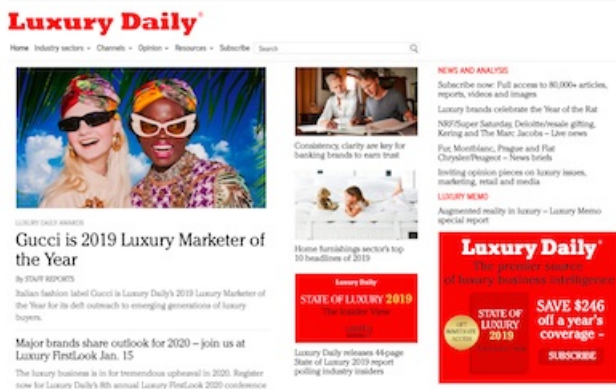 Luxury Daily
Home Industry sectors Channels Opinion Resources Subscribe Search
LUXURY DAILY AWARDS
Gucci is 2019 Luxury Marketer of
the Year
By STAFF REPORTS
Italian fashion label Gucci is Luxury Daily's 2019 Luxury Marketer of
the Year for its deft outreach to emerging generations of luxury
buyers.
Major brands share outlook for 2020 – join us at
Luxury FirstLook Jan. 15
The luxury business is in for tremendous upheaval in 2020. Register
now for Luxury Daily's 8th annual Luxury FirstLook 2020 conference
Consistency, clarity are key for
banking brands to earn trust
Home furnishings sector's top
10 headlines of 2019
Luxury Daily
STATE OF LUXURY 2019
The Insider View
Luxury Daily releases 44-page
State of Luxury 2019 report
polling industry insiders
NEWS AND ANALYSIS
Subscribe now: Full access to 80,000+ articles,
reports, videos and images
Luxury brands celebrate the Year of the Rat
NRF/Super Saturday, Deloitte/resale gifting,
Kering and The Marc Jacobs – Live news
Fur, Montblanc, Prague and Fiat
Chrysler/Peugeot – News briefs
Inviting opinion pieces on luxury issues,
marketing, retail and media
LUXURY MEMO
Augmented reality in luxury – Luxury Memo
special report
Luxury Daily
The premier source
of luxury business intelligence
STATE OF
LUXURY
2019
SAVE $246
off a year's
coverage –
SUBSCRIBE